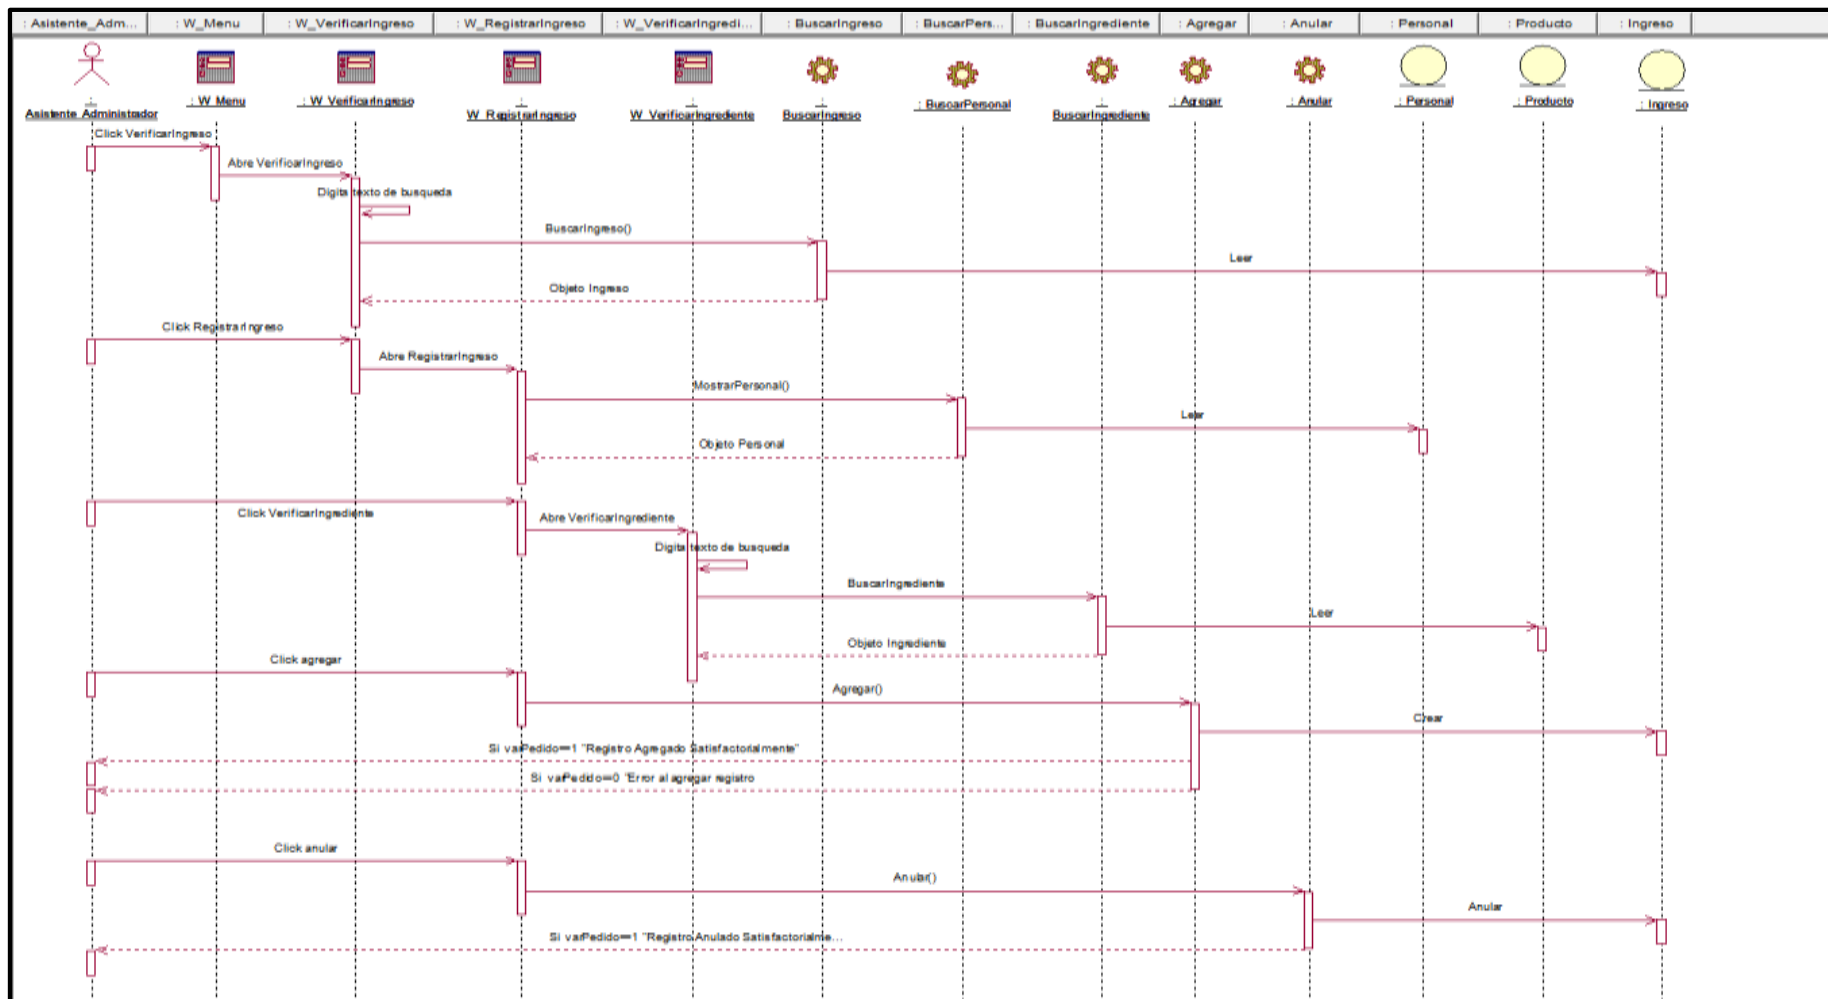 : Asistente_Adm...
: W_Menu
: W_VerificarIngreso
: W_RegistrarIngreso
: W_VerificarIngredi...
: BuscarIngreso
: BuscarPers...
: BuscarIngrediente
: Agregar
: Anular
: Personal
: Producto
: Ingreso
:
Asistente_Administrador
: W_Menu
: W_VerificarIngreso
:
W_RegistrarIngreso
:
W_VerificarIngrediente
:
BuscarIngreso
: BuscarPersonal
:
BuscarIngrediente
: Agregar
: Anular
: Personal
: Producto
: Ingreso
Click VerificarIngreso
Abre VerificarIngreso
Digita texto de busqueda
BuscarIngreso()
Leer
Objeto Ingreso
Click RegistrarIngreso
Abre RegistrarIngreso
MostrarPersonal()
Leer
Objeto Personal
Click VerificarIngrediente
Abre VerificarIngrediente
Digita texto de busqueda
BuscarIngrediente
Leer
Objeto Ingrediente
Click agregar
Agregar()
Crear
Si varPedido==1 "Registro Agregado Satisfactorialmente"
Si varPedido==0 "Error al agregar registro
Click anular
Anular()
Anular
Si varPedido==1 "Registro Anulado Satisfactorialme...